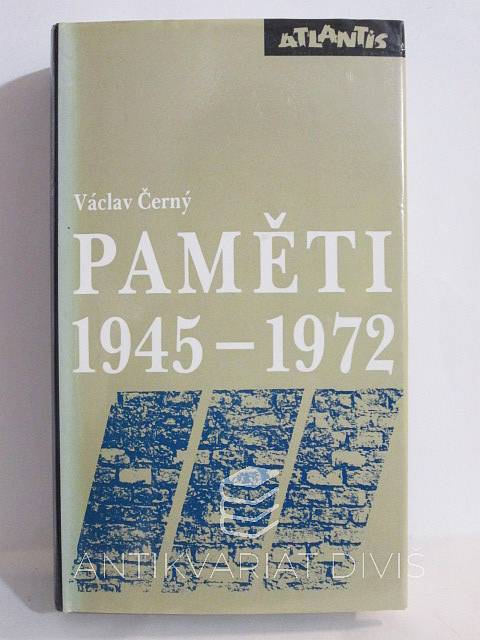 ATLANTIS
Václav Černý
PAMĚTI
1945 – 1972
III
ANTIKVARIÁT DIVIŠ